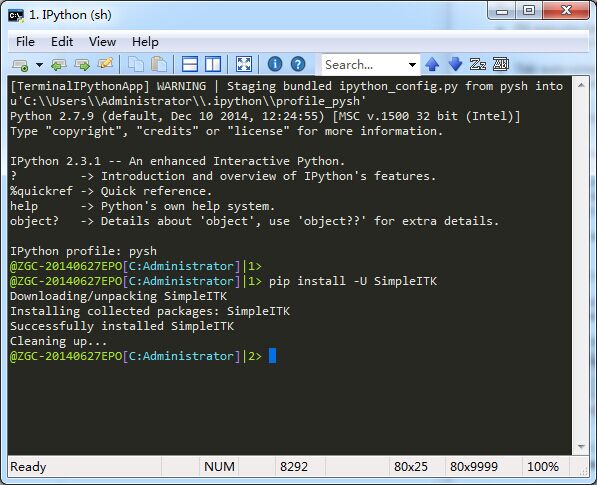 1. IPython (sh)
File Edit View Help
Search...
[TerminalIPythonApp] WARNING | Staging bundled ipython_config.py from pysh into
u'C:\\Users\\Administrator\\.ipython\\profile_pysh'
Python 2.7.9 (default, Dec 10 2014, 12:24:55) [MSC v.1500 32 bit (Intel)]
Type "copyright", "credits" or "license" for more information.
IPython 2.3.1 -- An enhanced Interactive Python.
?         -> Introduction and overview of IPython's features.
%quickref -> Quick reference.
help      -> Python's own help system.
object?   -> Details about 'object', use 'object??' for extra details.
IPython profile: pysh
@ZGC-20140627EPO[C:Administrator]|1>
@ZGC-20140627EPO[C:Administrator]|1> pip install -U SimpleITK
Downloading/unpacking SimpleITK
Installing collected packages: SimpleITK
Successfully installed SimpleITK
Cleaning up...
@ZGC-20140627EPO[C:Administrator]|2>
Ready NUM 8292 80x25 80x9999 100%